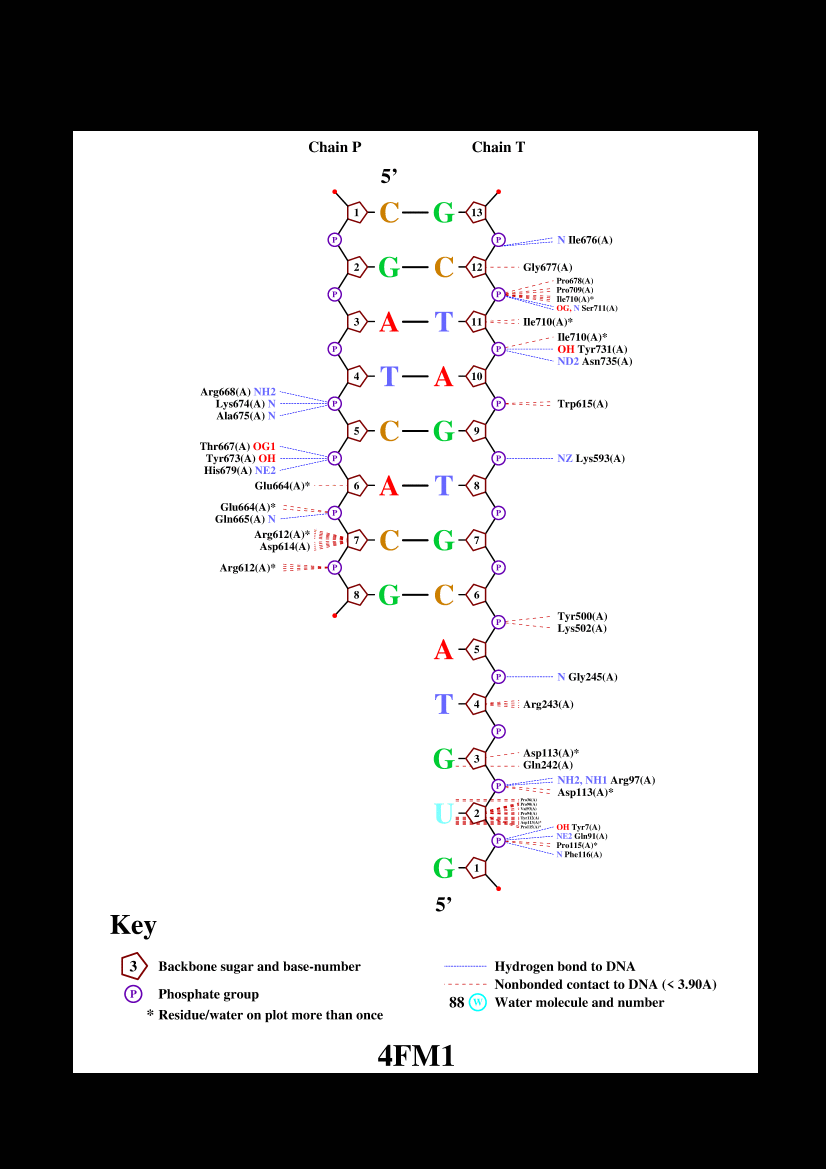 Chain P Chain T
5’
1 C G 13
P P N Ile676(A)
2 G C 12 Gly677(A)
Pro678(A)
Pro709(A)
P P Ile710(A)*
OG, N Ser711(A)
3 A T 11 Ile710(A)*
Ile710(A)*
P P OH Tyr731(A)
ND2 Asn735(A)
4 T A 10
Arg668(A) NH2
Lys674(A) N P P Trp615(A)
Ala675(A) N
5 C G 9
Thr667(A) OG1
Tyr673(A) OH P P NZ Lys593(A)
His679(A) NE2
Glu664(A)* 6 A T 8
Glu664(A)*
P P
Gln665(A) N
Arg612(A)*
7 C G 7
Asp614(A)
Arg612(A)* P P
8 G C 6
Tyr500(A)
P
Lys502(A)
A 5
P N Gly245(A)
T 4 Arg243(A)
P
Asp113(A)*
G 3
Gln242(A)
NH2, NH1 Arg97(A)
P
Asp113(A)*
U 2
OH Tyr7(A)
NE2 Gln91(A)
P
Pro115(A)*
N Phe116(A)
G 1
5’
Key
3 Backbone sugar and base-number
P Phosphate group
* Residue/water on plot more than once
Hydrogen bond to DNA
Nonbonded contact to DNA (< 3.90A)
88 W Water molecule and number
4FM1